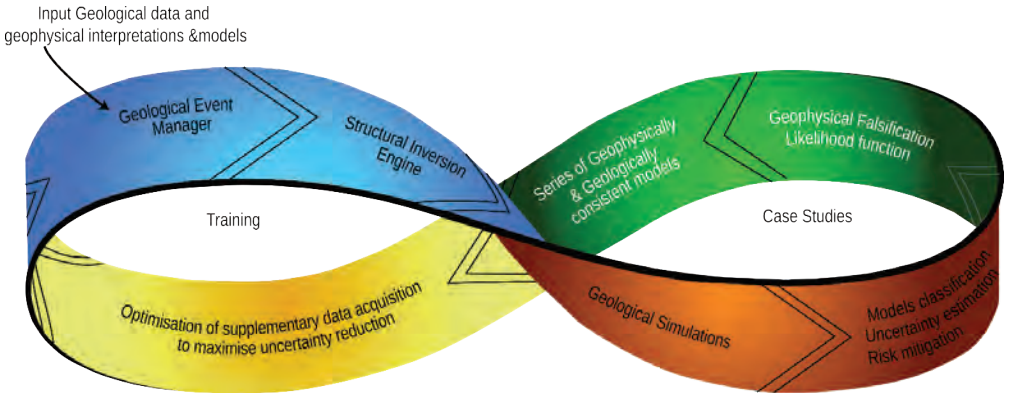 Input Geological data and
geophysical interpretations &models
Geological Event
Manager
Structural Inversion
Engine
Series of Geophysically
& Geologically
consistent models
Geophysical Falsification
Likelihood function
Training
Case Studies
Optimisation of supplementary data acquisition
to maximise uncertainty reduction
Geological Simulations
Models classification
Uncertainty estimation
Risk mitigation